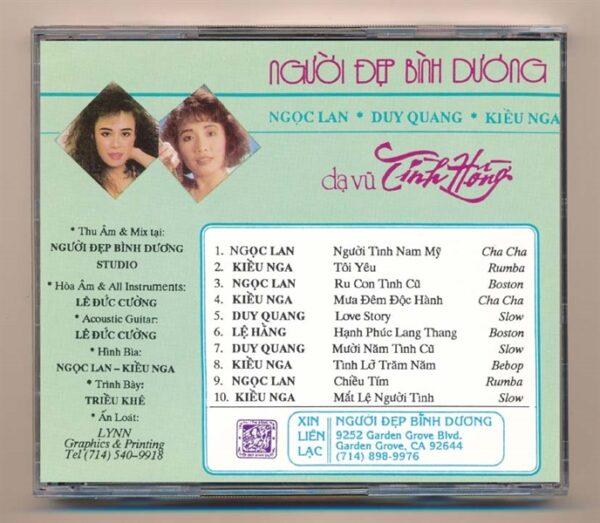 NGƯỜI ĐẸP BÌNH DƯƠNG
NGỌC LAN * DUY QUANG * KIỀU NGA
dạ vũ Tình Hồng
* Thu Âm & Mix tại:
NGƯỜI ĐẸP BÌNH DƯƠNG
STUDIO
* Hòa Âm & All Instruments:
LÊ ĐỨC CƯỜNG
* Acoustic Guitar:
LÊ ĐỨC CƯỜNG
* Hình Bìa:
NGỌC LAN – KIỀU NGA
* Trình Bày:
TRIỀU KHÊ
* Ấn Loát:
LYNN
Graphics & Printing
Tel (714) 540-9918
1. NGỌC LAN Người Tình Nam Mỹ Cha Cha
2. KIỀU NGA Tôi Yêu Rumba
3. NGỌC LAN Ru Con Tình Cũ Boston
4. KIỀU NGA Mưa Đêm Độc Hành Cha Cha
5. DUY QUANG Love Story Slow
6. LỆ HẰNG Hạnh Phúc Lang Thang Boston
7. DUY QUANG Mười Năm Tình Cũ Slow
8. KIỀU NGA Tình Lở Trăm Năm Bebop
9. NGỌC LAN Chiều Tím Rumba
10. KIỀU NGA Mắt Lệ Người Tình Slow
XIN
LIÊN
LẠC
NGƯỜI ĐẸP BÌNH DƯƠNG
9252 Garden Grove Blvd.
Garden Grove, CA 92644
(714) 898-9976